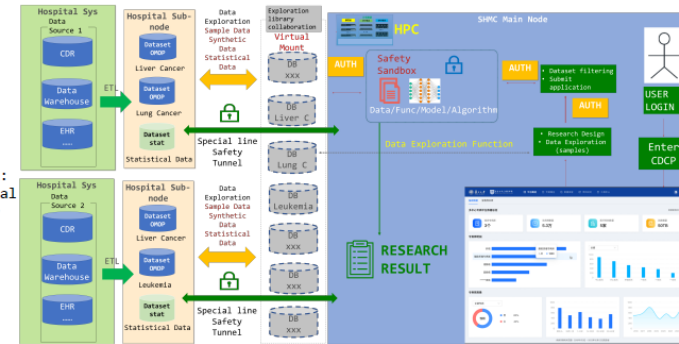 Hospital Sys
Data
Source 1
CDR
Data
Warehouse
EHR
....
ETL
Hospital Sub-
node
Dataset
OMOP
Liver Cancer
Dataset
OMOP
Lung Cancer
Dataset
stat
Statistical Data
Data
Exploration
Sample Data
Synthetic
Data
Statistical
Data
Special line
Safety
Tunnel
Exploration
library
collaboration
Virtual
Mount
DB
xxx
DB
Liver C
DB
Lung C
DB
Leukemia
DB
xxx
DB
xxx
DB
xxx
:
al
Hospital Sys
Data
Source 2
CDR
Data
Warehouse
EHR
....
ETL
Hospital Sub-
node
Dataset
OMOP
Liver Cancer
Dataset
OMOP
Leukemia
Dataset
stat
Statistical Data
Data
Exploration
Sample Data
Synthetic
Data
Statistical
Data
Special line
Safety
Tunnel
SHMC Main Node
HPC
AUTH
Safety
Sandbox
Data/Func/Model/Algorithm
AUTH
• Dataset filtering
• Submit
application
AUTH
• Research Design
• Data Exploration
(samples)
Data Exploration Function
USER
LOGIN
Enter
CDCP
RESEARCH
RESULT